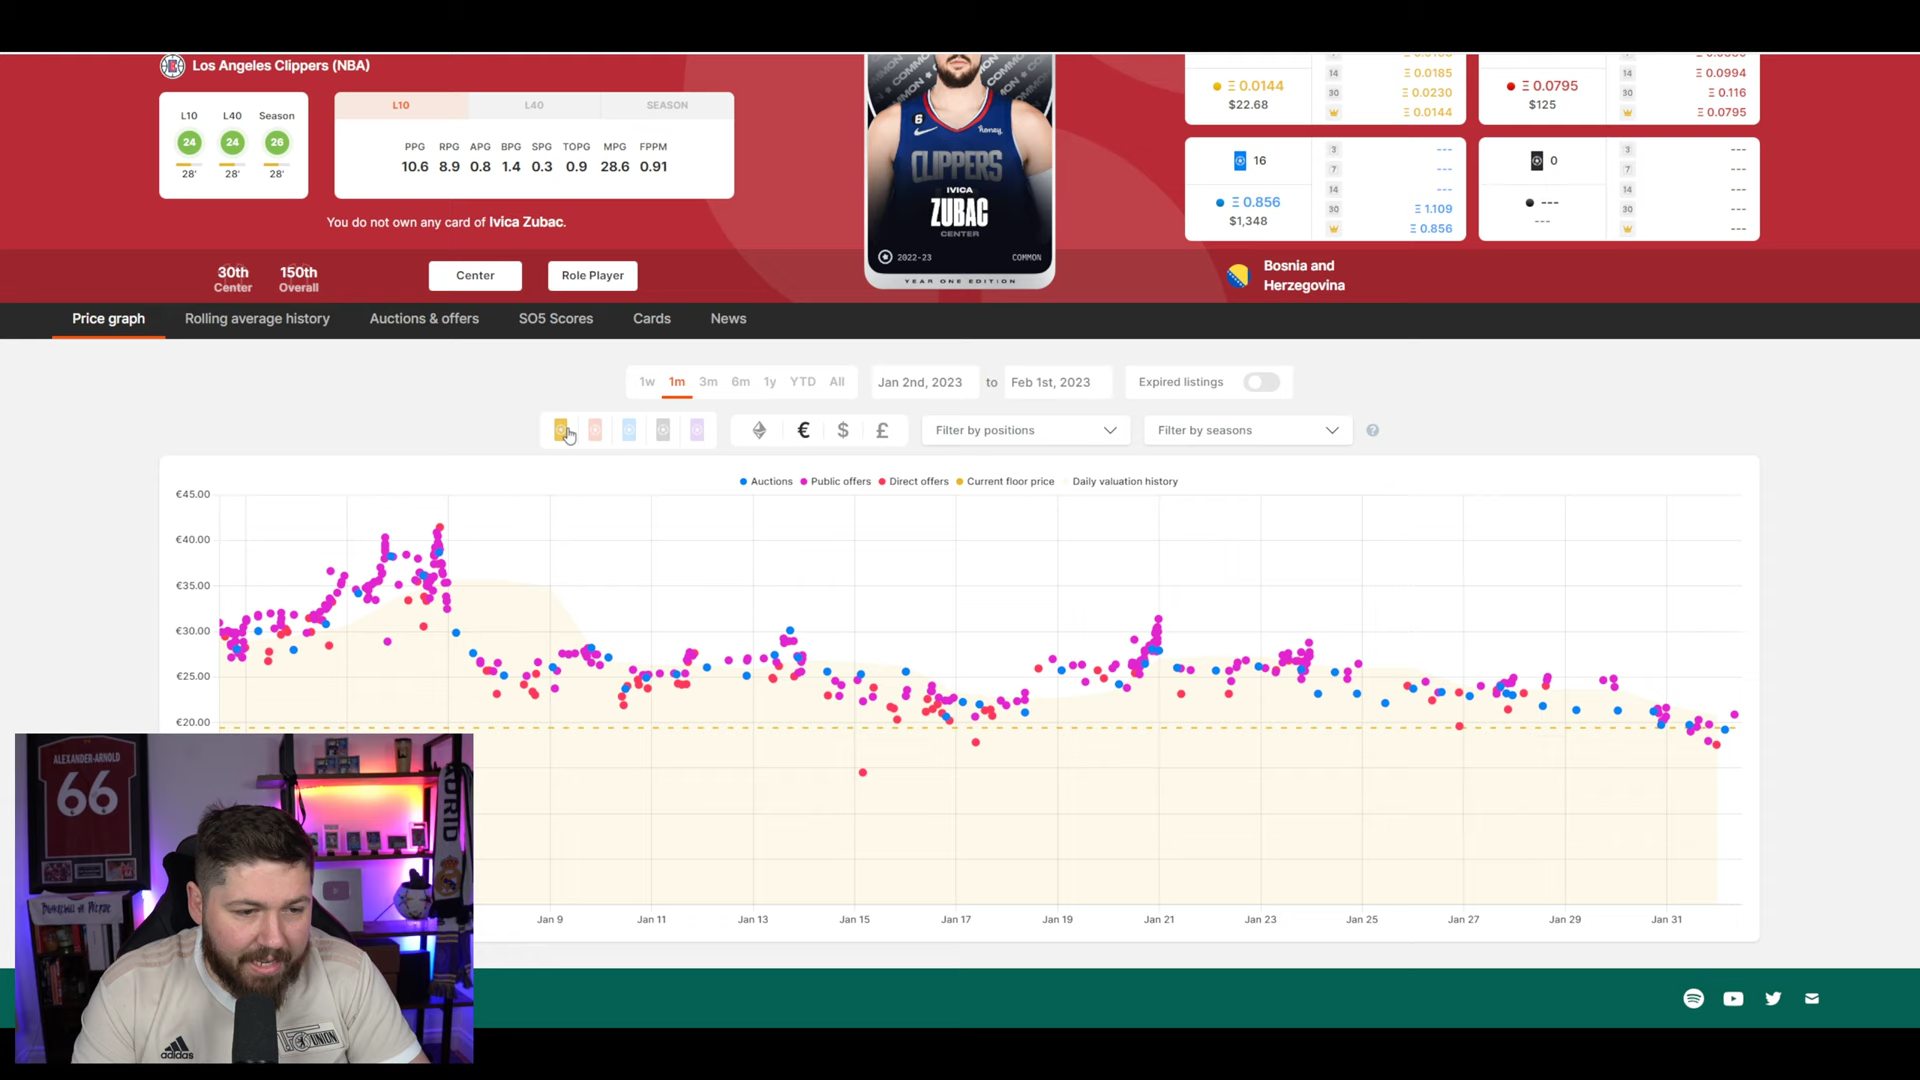 Los Angeles Clippers (NBA)
L10 L40 Season
24 24 26
28' 28' 28'
L10 L40 SEASON
PPG RPG APG BPG SPG TOPG MPG FPPM
10.6 8.9 0.8 1.4 0.3 0.9 28.6 0.91
You do not own any card of Ivica Zubac.
COMMON
6
honey
CLIPPERS
IVICA
ZUBAC
CENTER
2022-23 COMMON
YEAR ONE EDITION
Ξ 0.0144
$22.68
14 Ξ 0.0185
30 Ξ 0.0230
Ξ 0.0144
Ξ 0.0795
$125
14 Ξ 0.0994
30 Ξ 0.116
Ξ 0.0795
16
Ξ 0.856
$1,348
3 ---
7 ---
14 ---
30 Ξ 1.109
Ξ 0.856
0
---
---
3 ---
7 ---
14 ---
30 ---
---
30th
Center
150th
Overall
Center
Role Player
Bosnia and
Herzegovina
Price graph Rolling average history Auctions & offers SO5 Scores Cards News
1w 1m 3m 6m 1y YTD All
Jan 2nd, 2023 to Feb 1st, 2023
Expired listings
€ $ £
Filter by positions
Filter by seasons
?
Auctions Public offers Direct offers Current floor price Daily valuation history
€45.00
€40.00
€35.00
€30.00
€25.00
€20.00
Jan 9 Jan 11 Jan 13 Jan 15 Jan 17 Jan 19 Jan 21 Jan 23 Jan 25 Jan 27 Jan 29 Jan 31
ALEXANDER-ARNOLD
66
adidas
UNION